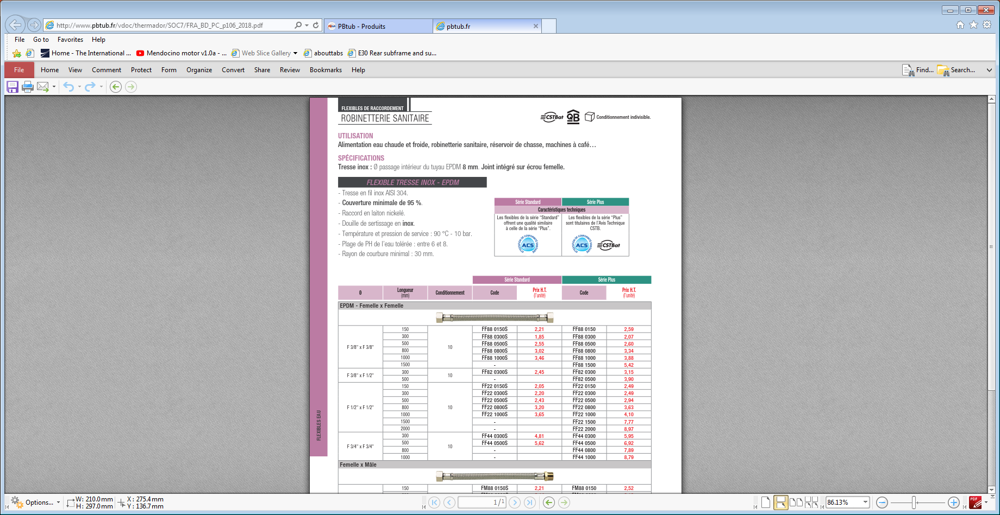 http://www.pbtub.fr/vdoc/thermador/SOC7/FRA_BD_PC_p106_2018.pdf
PBtub - Produits
pbtub.fr
File Go to Favorites Help
Home - The International ... Mendocino motor v1.0a - ... Web Slice Gallery abouttabs E30 Rear subframe and su...
File Home View Comment Protect Form Organize Convert Share Review Bookmarks Help Find... Search...
FLEXIBLES DE RACCORDEMENT
ROBINETTERIE SANITAIRE
CSTBat QB Conditionnement indivisible.
UTILISATION
Alimentation eau chaude et froide, robinetterie sanitaire, réservoir de chasse, machines à café…
SPÉCIFICATIONS
Tresse inox : Ø passage intérieur du tuyau EPDM 8 mm. Joint intégré sur écrou femelle.
FLEXIBLE TRESSE INOX - EPDM
- Tresse en fil inox AISI 304.
- Couverture minimale de 95 %.
- Raccord en laiton nickelé.
- Douille de sertissage en inox.
- Température et pression de service : 90 °C - 10 bar.
- Plage de PH de l'eau tolérée : entre 6 et 8.
- Rayon de courbure minimal : 30 mm.
Série Standard Série Plus
Caractéristiques techniques
Les flexibles de la série "Standard"
offrent une qualité similaire
à celle de la série "Plus".
Les flexibles de la série "Plus"
sont titulaires de l'Avis Technique
CSTB.
ATTESTATION DE CONFORMITÉ SANITAIRE ACS
ATTESTATION DE CONFORMITÉ SANITAIRE ACS CSTBat
Série Standard Série Plus
Ø Longueur (mm) Conditionnement Code Prix H.T. (l'unité) Code Prix H.T. (l'unité)
EPDM - Femelle x Femelle
F 3/8" x F 3/8" 10
150 FF88 0150S 2,21 FF88 0150 2,59
300 FF88 0300S 1,85 FF88 0300 2,07
500 FF88 0500S 2,55 FF88 0500 2,60
800 FF88 0800S 3,02 FF88 0800 3,34
1000 FF88 1000S 3,46 FF88 1000 3,88
1500 - FF88 1500 5,42
F 3/8" x F 1/2" 10
300 FF82 0300S 2,45 FF82 0300 3,15
500 - FF82 0500 3,90
F 1/2" x F 1/2" 10
150 FF22 0150S 2,05 FF22 0150 2,49
300 FF22 0300S 2,20 FF22 0300 2,49
500 FF22 0500S 2,43 FF22 0500 2,94
800 FF22 0800S 3,20 FF22 0800 3,63
1000 FF22 1000S 3,65 FF22 1000 4,10
1500 - FF22 1500 7,77
2000 - FF22 2000 8,97
F 3/4" x F 3/4" 10
300 FF44 0300S 4,81 FF44 0300 5,95
500 FF44 0500S 5,62 FF44 0500 6,92
800 - FF44 0800 7,89
1000 - FF44 1000 8,79
Femelle x Mâle
150 FM88 0150S 2,21 FM88 0150 2,52
FLEXIBLES EAU
Options... W: 210.0 mm X : 275.4 mm
H: 297.0 mm Y : 136.7 mm
1 / 1
86.13%
PDF